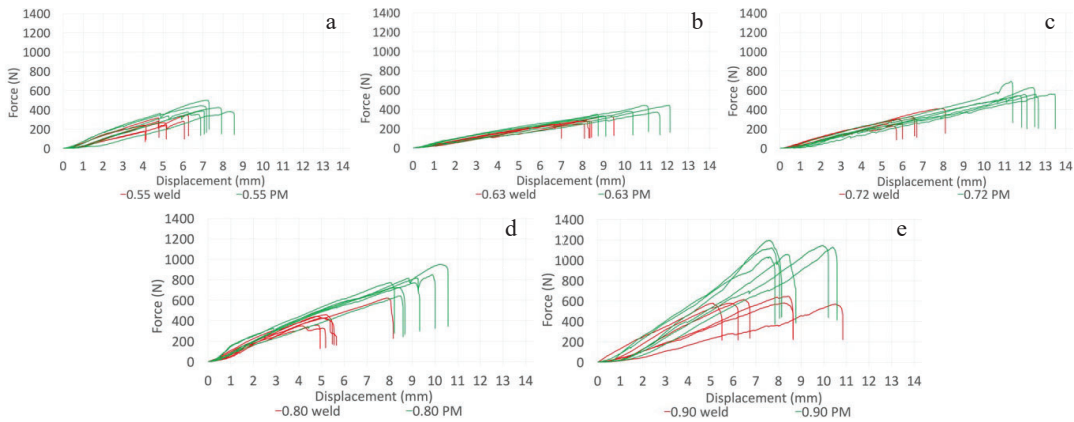 a
1400
1200
1000
800
600
400
200
0
Force (N)
0 1 2 3 4 5 6 7 8 9 10 11 12 13 14
Displacement (mm)
−0.55 weld −0.55 PM
b
1400
1200
1000
800
600
400
200
0
Force (N)
0 1 2 3 4 5 6 7 8 9 10 11 12 13 14
Displacement (mm)
−0.63 weld −0.63 PM
c
1400
1200
1000
800
600
400
200
0
Force (N)
0 1 2 3 4 5 6 7 8 9 10 11 12 13 14
Displacement (mm)
−0.72 weld −0.72 PM
d
1400
1200
1000
800
600
400
200
0
Force (N)
0 1 2 3 4 5 6 7 8 9 10 11 12 13 14
Displacement (mm)
−0.80 weld −0.80 PM
e
1400
1200
1000
800
600
400
200
0
Force (N)
0 1 2 3 4 5 6 7 8 9 10 11 12 13 14
Displacement (mm)
−0.90 weld −0.90 PM